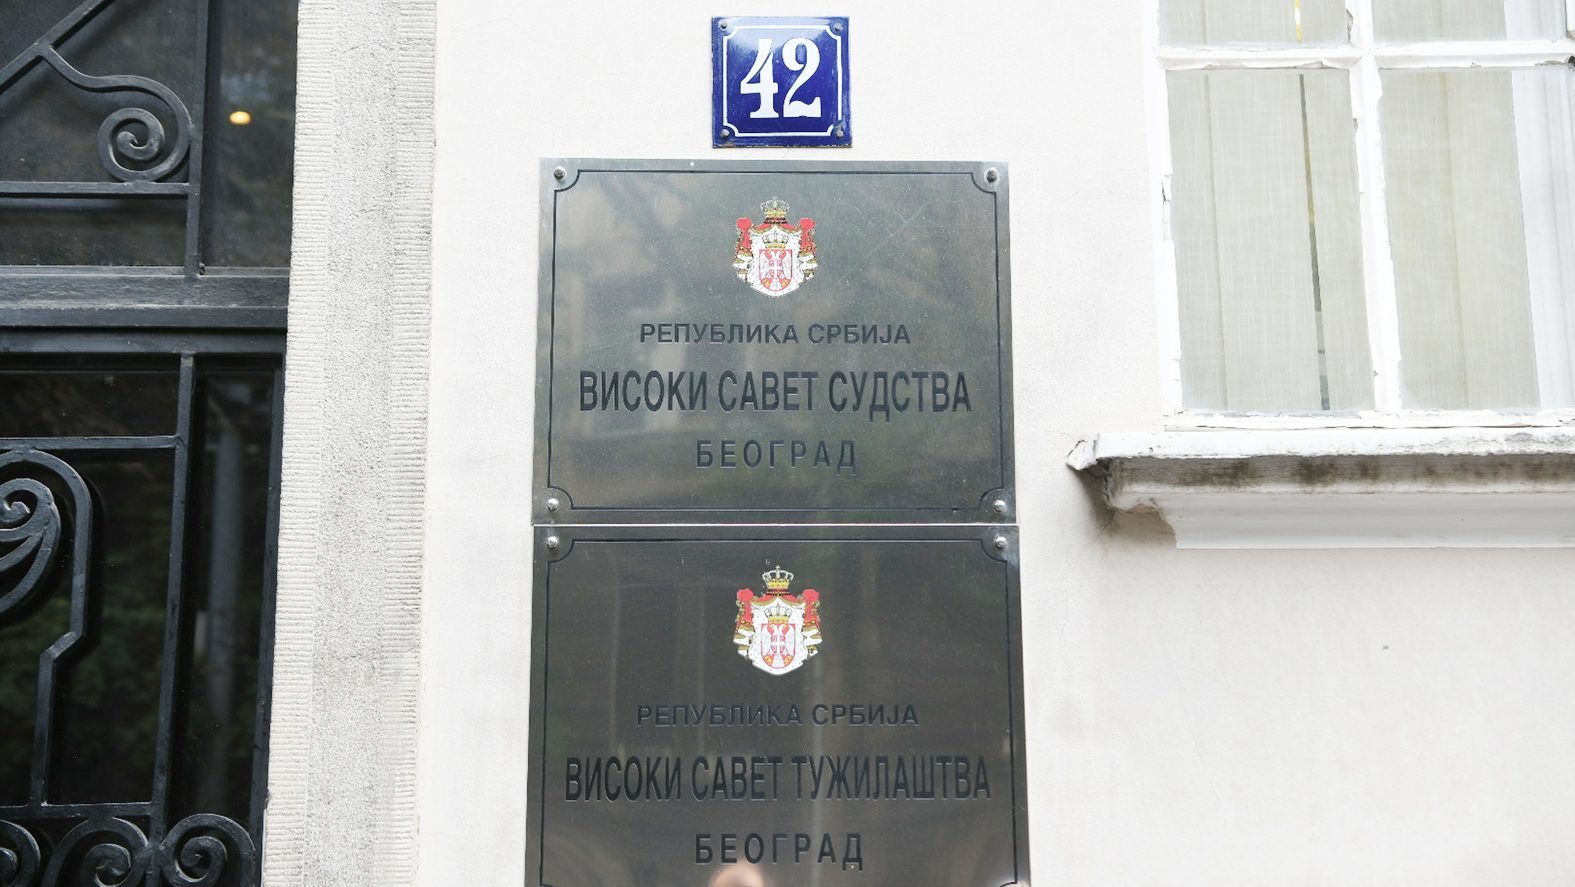 42
РЕПУБЛИКА СРБИЈА
ВИСОКИ САВЕТ СУДСТВА
БЕОГРАД
РЕПУБЛИКА СРБИЈА
ВИСОКИ САВЕТ ТУЖИЛАШТВА
БЕОГРАД